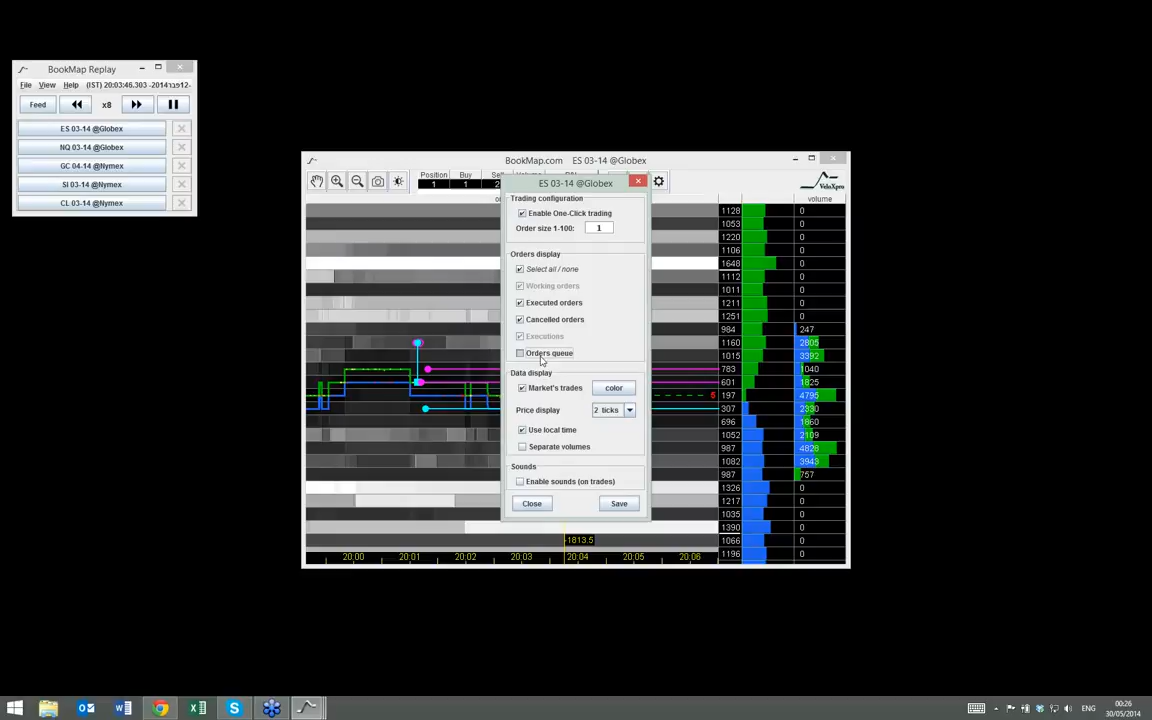 BookMap Replay
File View Help (IST) 20:03:46.303 -2014פבר12-
Feed x8
ES 03-14 @Globex
NQ 03-14 @Globex
GC 04-14 @Nymex
SI 03-14 @Nymex
CL 03-14 @Nymex
BookMap.com ES 03-14 @Globex
Position Buy
1 1
VeloXpro
volume
ES 03-14 @Globex
Trading configuration
Enable One-Click trading
Order size 1-100: 1
Orders display
Select all / none
Working orders
Executed orders
Cancelled orders
Executions
Orders queue
Data display
Market's trades color
Price display 2 ticks
Use local time
Separate volumes
Sounds
Enable sounds (on trades)
Close Save
1128 0
1053 0
1220 0
1106 0
1648 0
1112 0
1011 0
1211 0
1251 0
984 247
1160 2805
1015 3392
783 1040
601 1825
6 197 4795
307 2330
696 1660
1052 2109
987 4828
1082 3943
987 757
1326 0
1217 0
1035 0
1390 0
1066 0
1196 0
-1813.5
20:00 20:01 20:02 20:03 20:04 20:05 20:06
ENG
00:26
30/05/2014